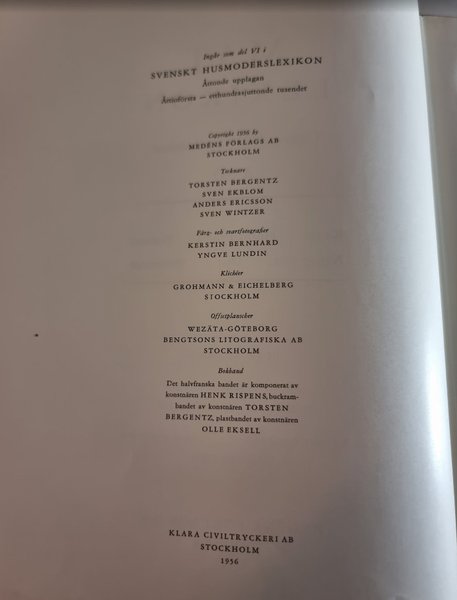 Ingår som del VI i
SVENSKT HUSMODERSLEXIKON
Åttonde upplagan
Åttioförsta — etthundrasjuttonde tusendet
Copyright 1956 by
MEDÉNS FÖRLAGS AB
STOCKHOLM
Tecknare
TORSTEN BERGENTZ
SVEN EKBLOM
ANDERS ERICSSON
SVEN WINTZER
Färg- och svartfotografier
KERSTIN BERNHARD
YNGVE LUNDIN
Klichéer
GROHMANN & EICHELBERG
STOCKHOLM
Offsetplanscher
WEZÄTA-GÖTEBORG
BENGTSONS LITOGRAFISKA AB
STOCKHOLM
Bokband
Det halvfranska bandet är komponerat av
konstnären HENK RISPENS, buckram-
bandet av konstnären TORSTEN
BERGENTZ, plastbandet av konstnären
OLLE EKSELL
KLARA CIVILTRYCKERI AB
STOCKHOLM
1956